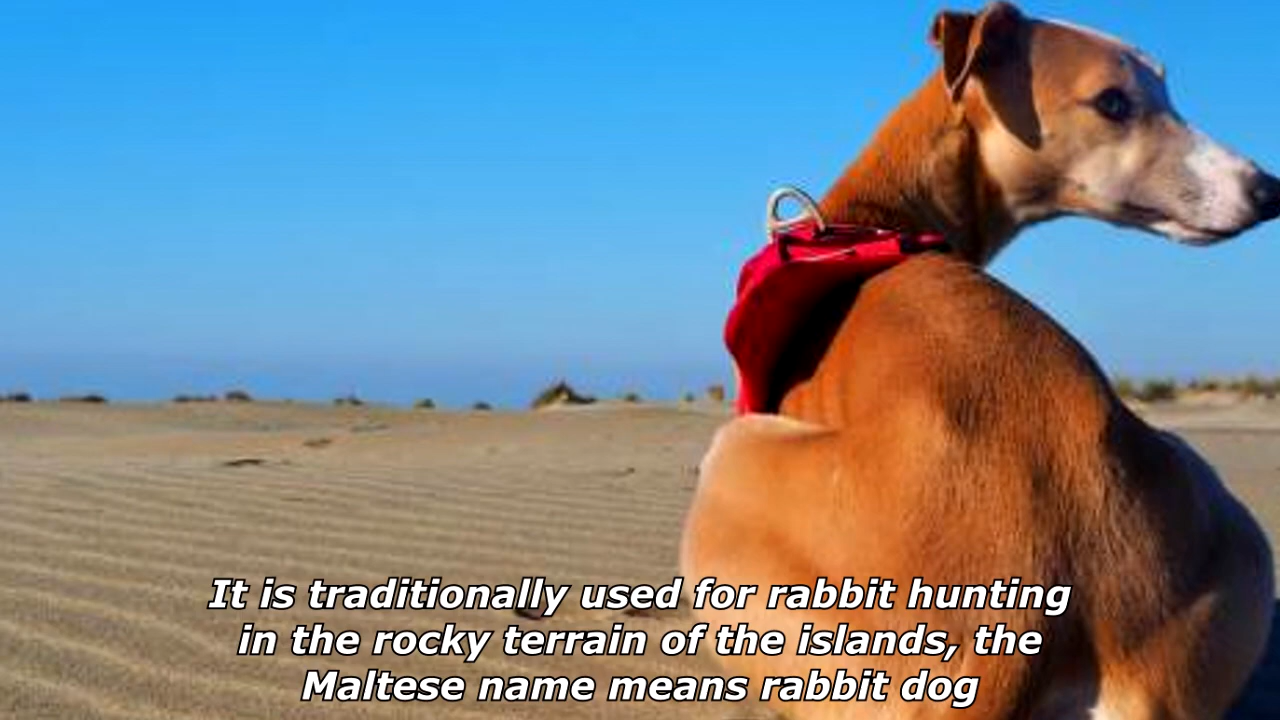 It is traditionally used for rabbit hunting
in the rocky terrain of the islands, the
Maltese name means rabbit dog